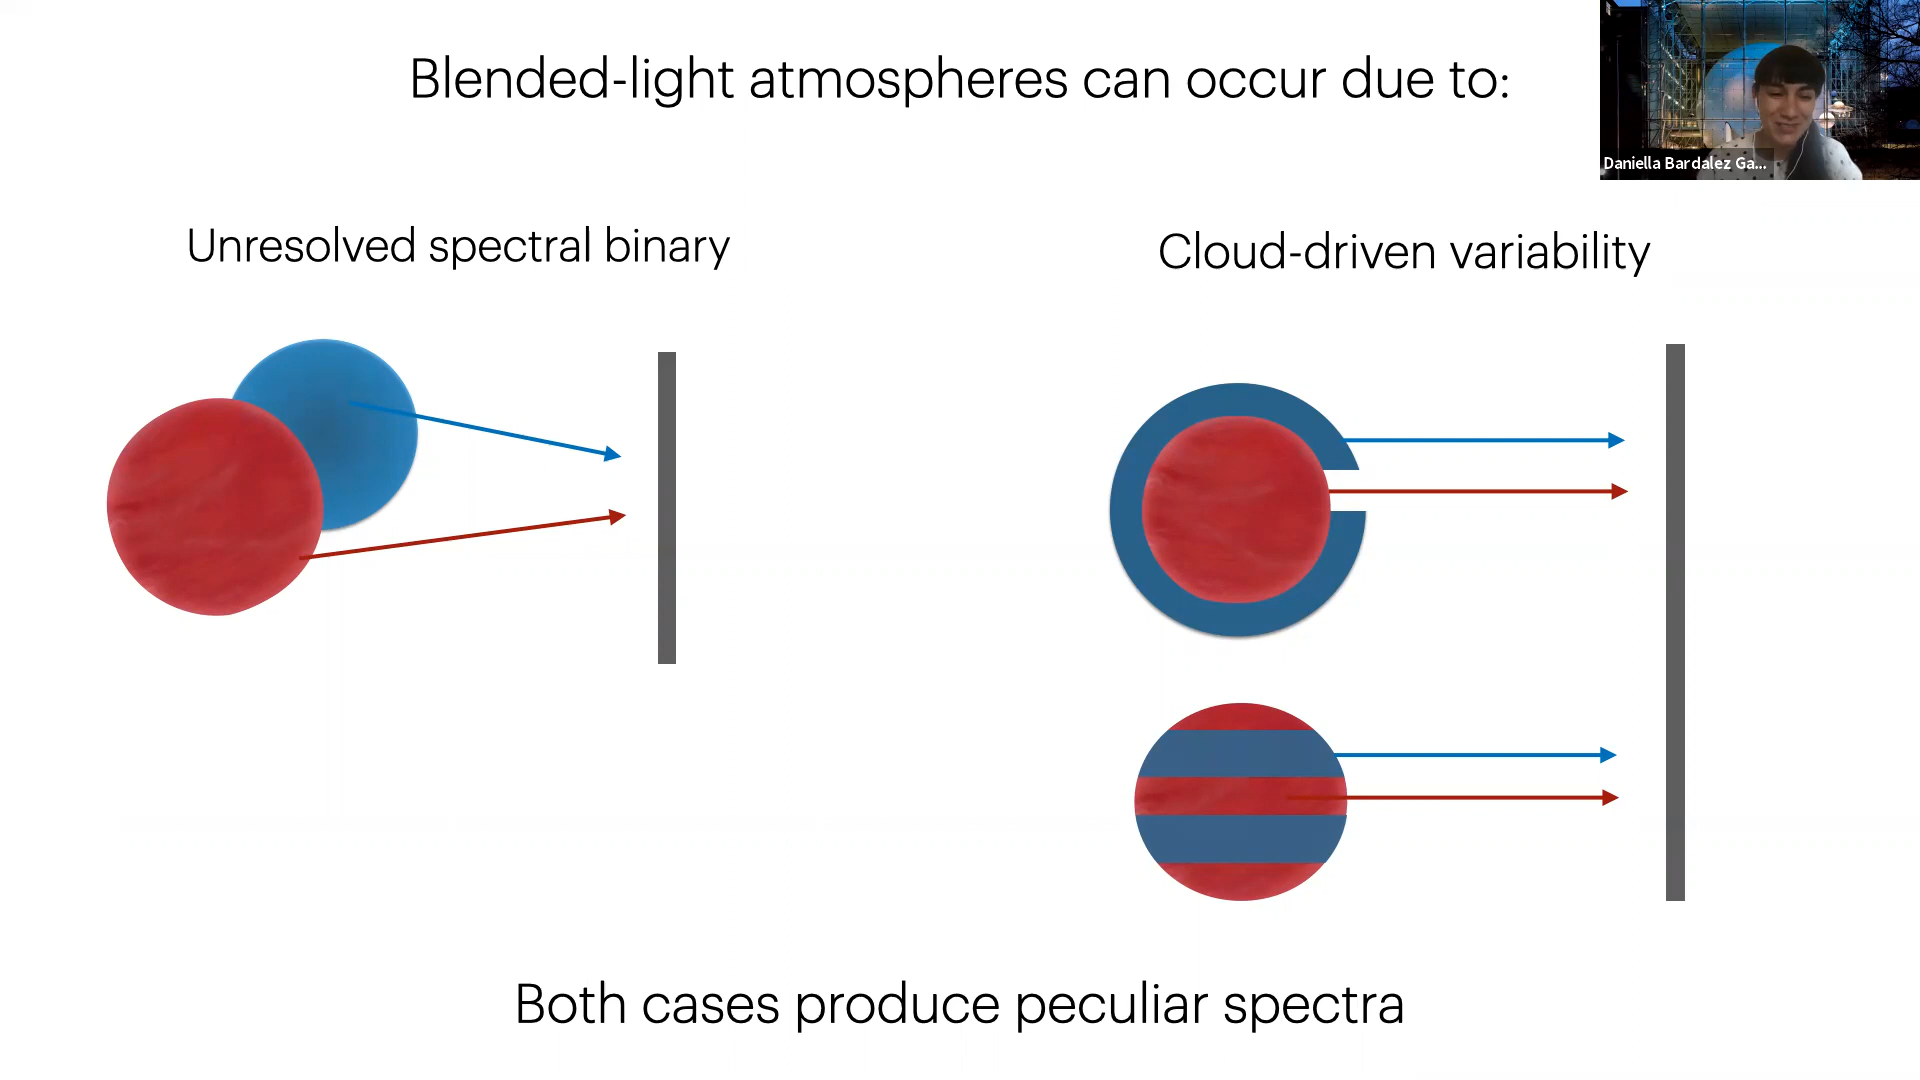 Blended-light atmospheres can occur due to:
Daniella Bardalez Ga...
Unresolved spectral binary
Cloud-driven variability
Both cases produce peculiar spectra